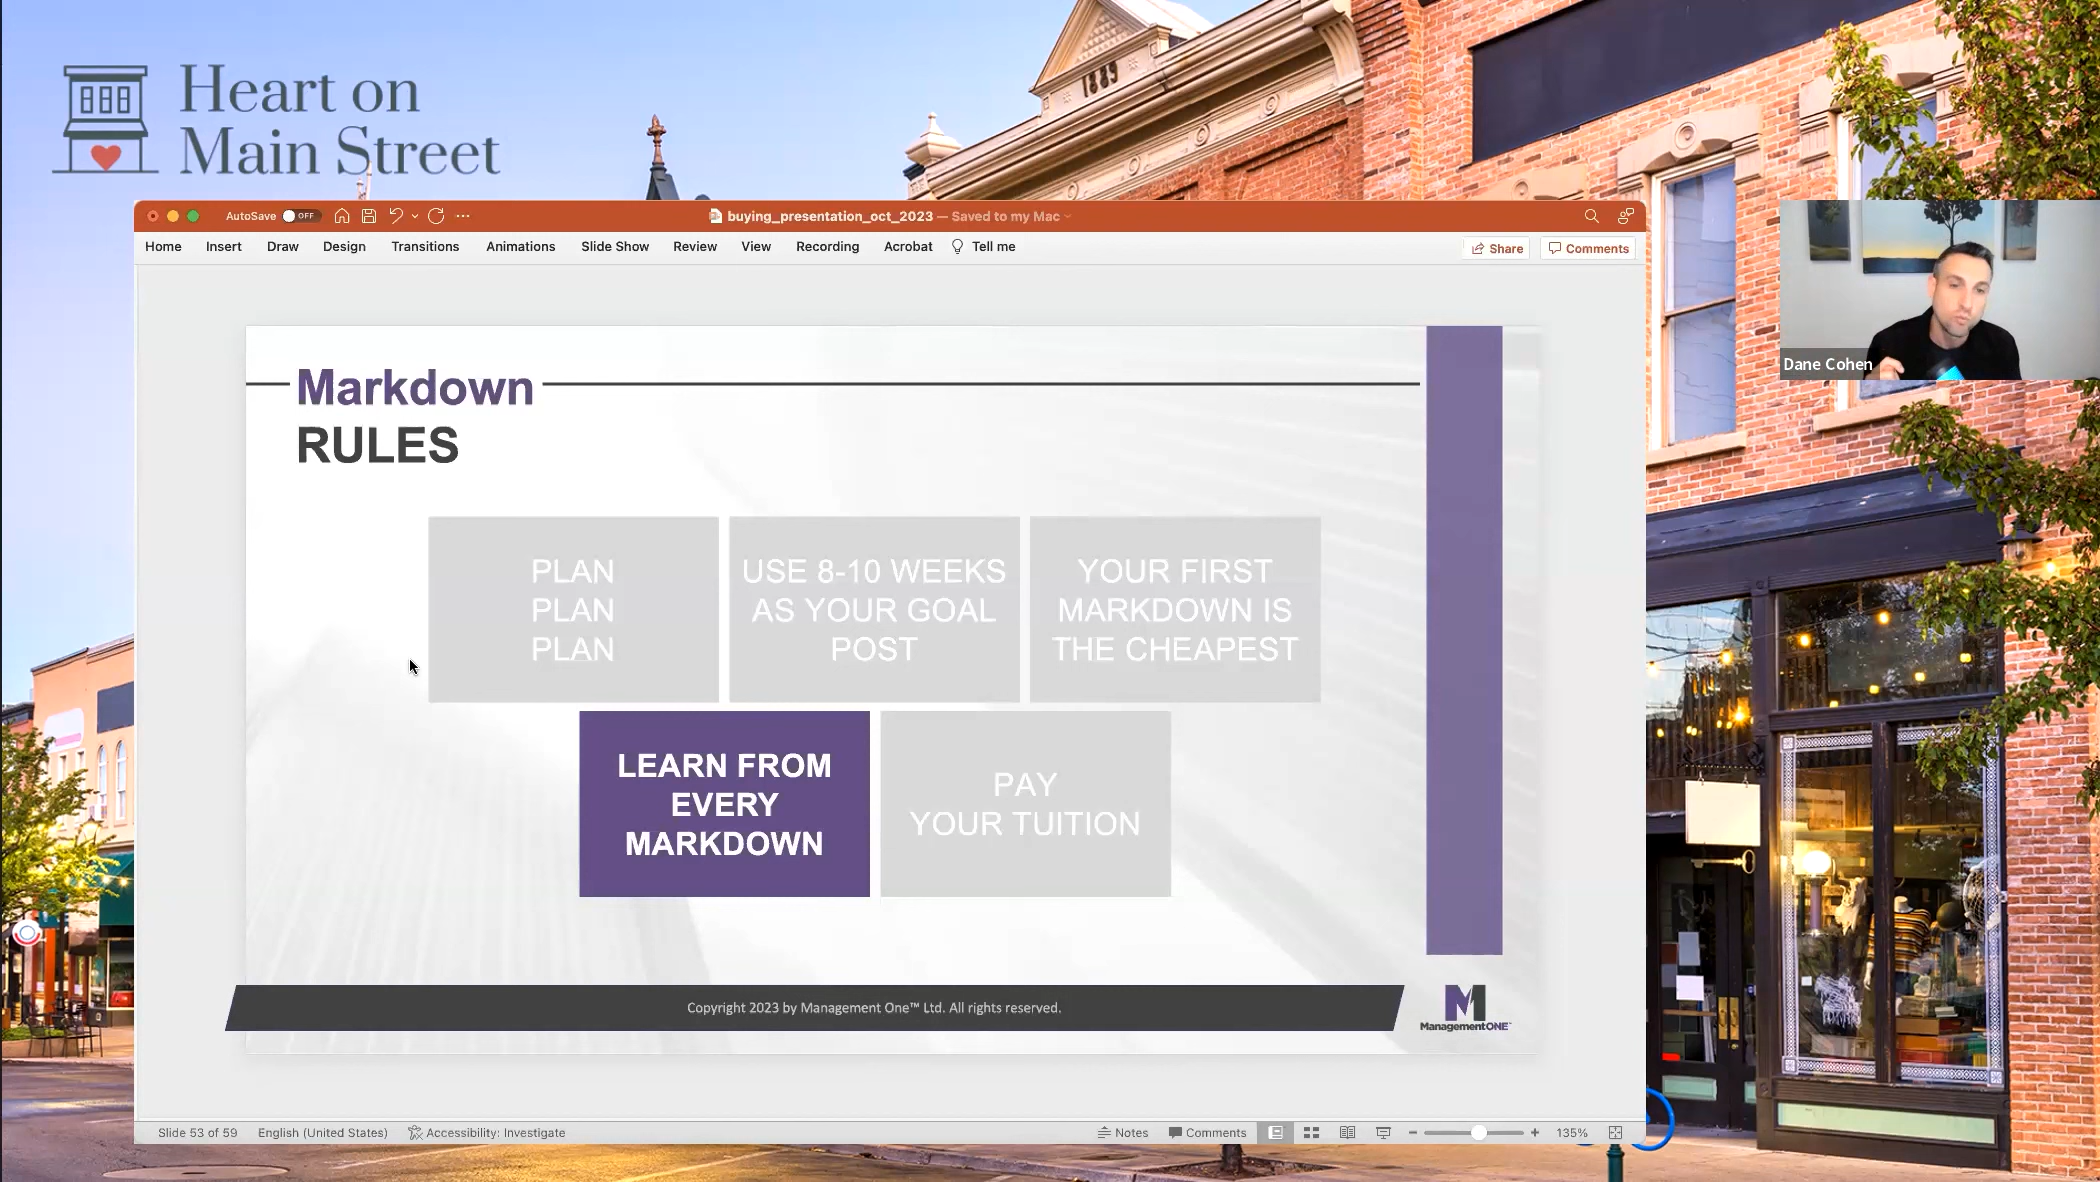 Heart on
Main Street
1889
AutoSave OFF
buying_presentation_oct_2023 — Saved to my Mac
Home Insert Draw Design Transitions Animations Slide Show Review View Recording Acrobat Tell me
Share Comments
Dane Cohen
Markdown
RULES
PLAN
PLAN
PLAN
USE 8-10 WEEKS
AS YOUR GOAL
POST
YOUR FIRST
MARKDOWN IS
THE CHEAPEST
LEARN FROM
EVERY
MARKDOWN
PAY
YOUR TUITION
Copyright 2023 by Management One™ Ltd. All rights reserved.
ManagementONE™
Slide 53 of 59 English (United States) Accessibility: Investigate
Notes Comments 135%